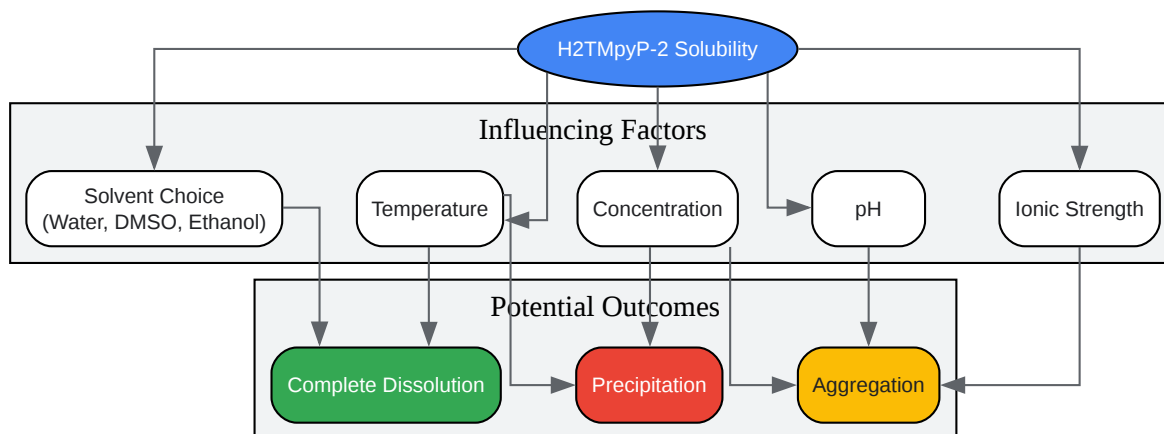 H2TMpyP-2 Solubility
Influencing Factors
Solvent Choice
(Water, DMSO, Ethanol)
Temperature
Concentration
pH
Ionic Strength
Potential Outcomes
Complete Dissolution
Precipitation
Aggregation